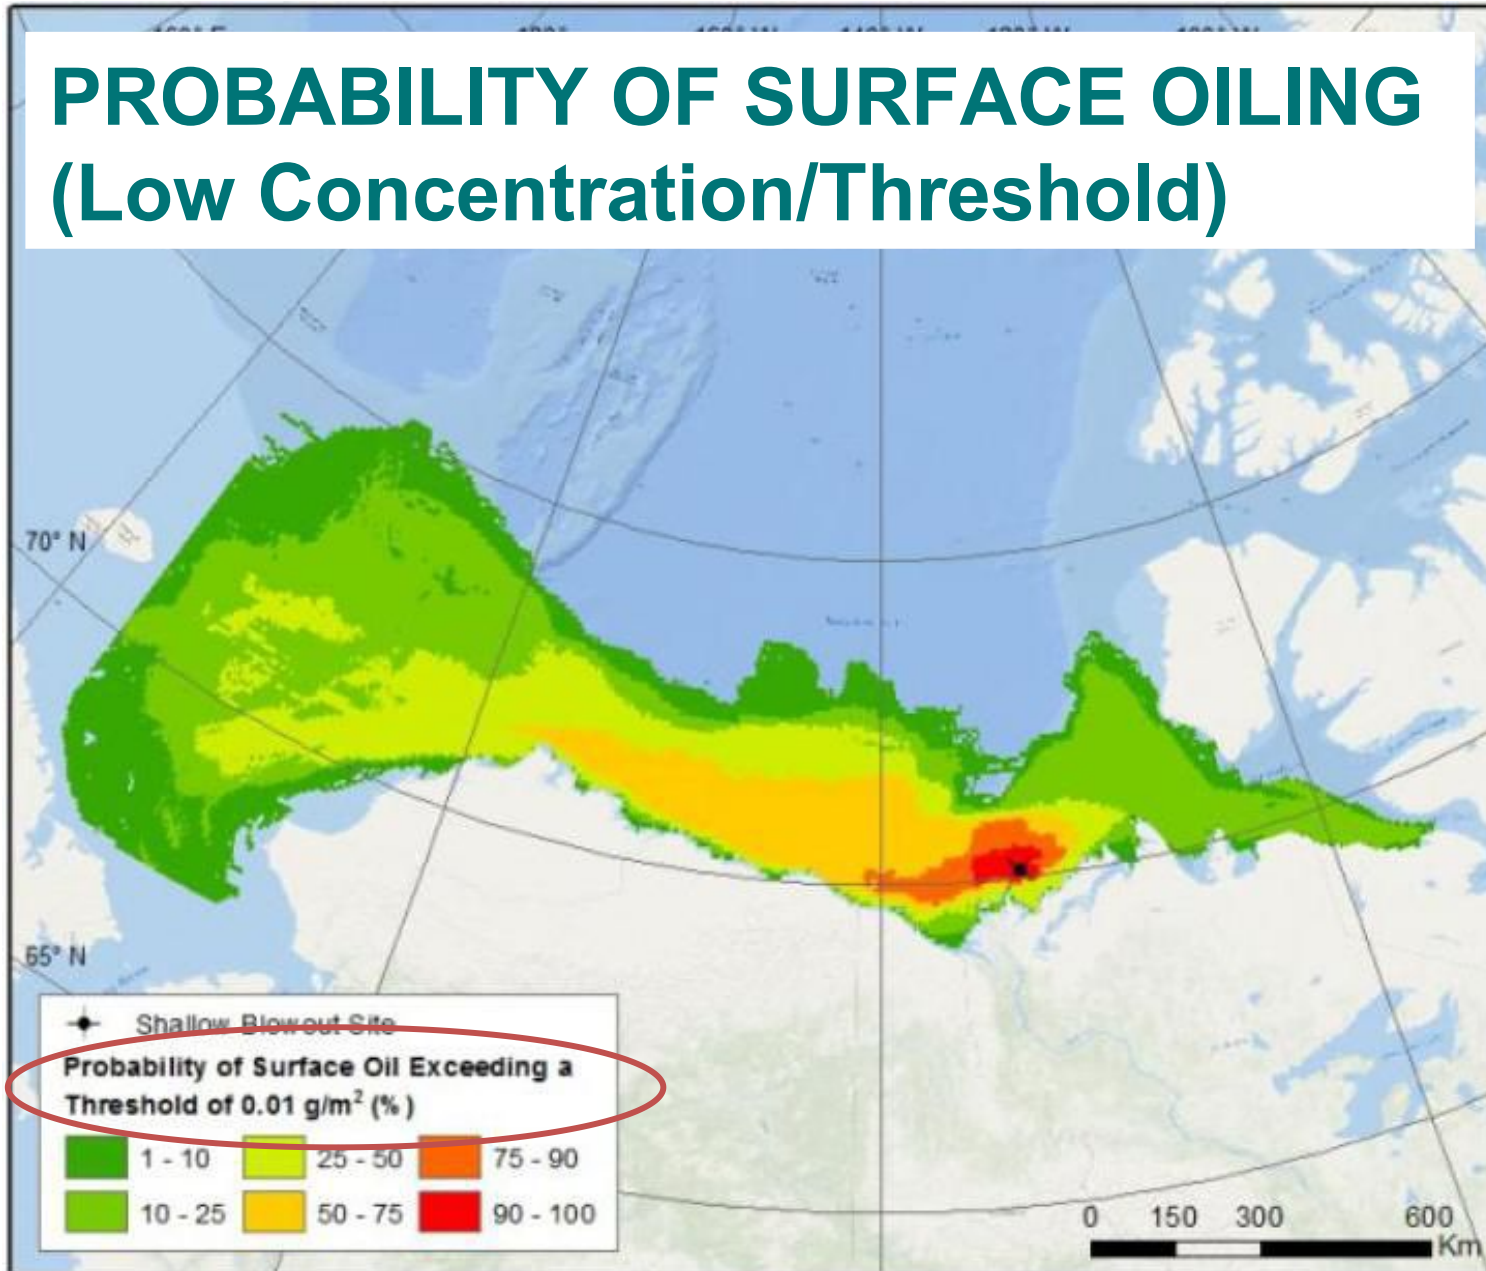 PROBABILITY OF SURFACE OILING
(Low Concentration/Threshold)
70° N
65° N
Shallow Blowout Site
Probability of Surface Oil Exceeding a
Threshold of 0.01 g/m² (%)
1 - 10 25 - 50 75 - 90
10 - 25 50 - 75 90 - 100
0 150 300 600
Km